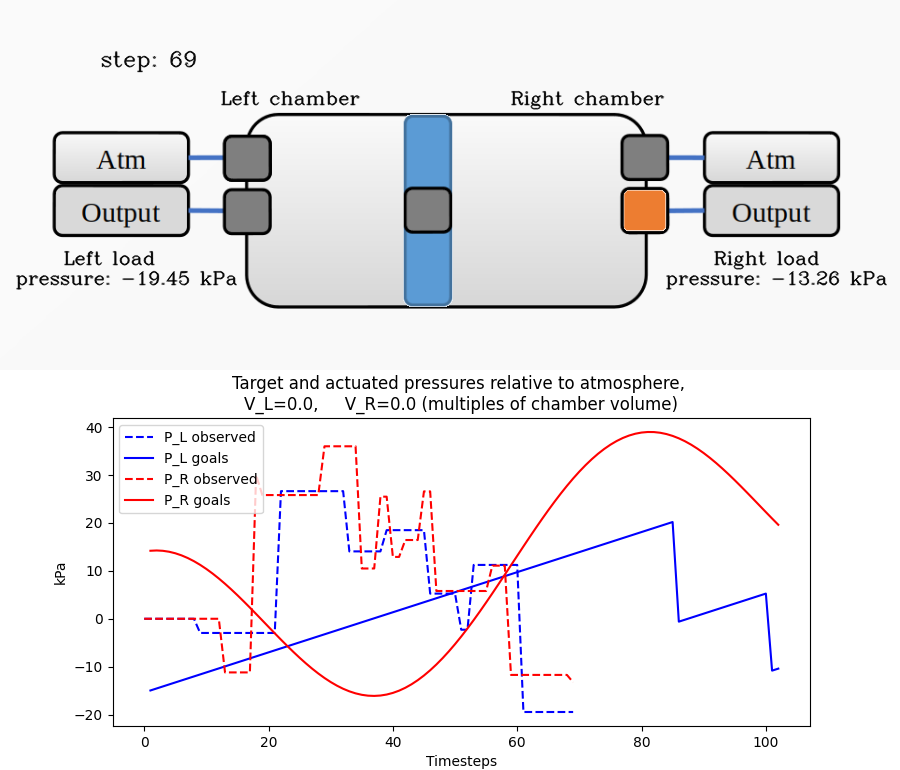 step: 69
Left chamber
Right chamber
Atm
Atm
Output
Output
Left load
pressure: −19.45 kPa
Right load
pressure: −13.26 kPa
Target and actuated pressures relative to atmosphere,
V_L=0.0,     V_R=0.0 (multiples of chamber volume)
P_L observed
P_L goals
P_R observed
P_R goals
kPa
40
30
20
10
0
−10
−20
0
20
40
60
80
100
Timesteps